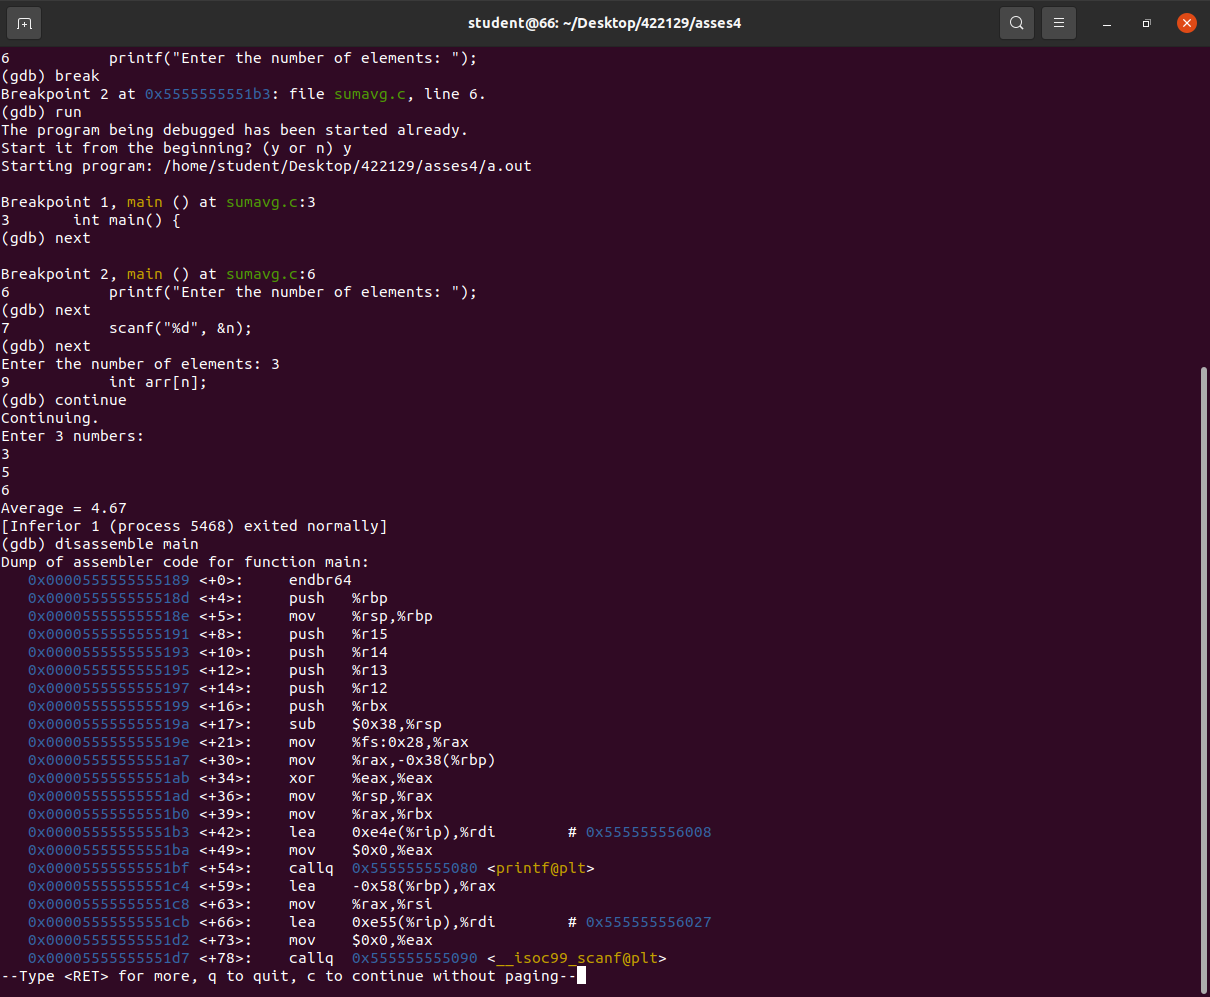 student@66: ~/Desktop/422129/asses4
6           printf("Enter the number of elements: ");
(gdb) break
Breakpoint 2 at 0x5555555551b3: file sumavg.c, line 6.
(gdb) run
The program being debugged has been started already.
Start it from the beginning? (y or n) y
Starting program: /home/student/Desktop/422129/asses4/a.out
Breakpoint 1, main () at sumavg.c:3
3       int main() {
(gdb) next
Breakpoint 2, main () at sumavg.c:6
6           printf("Enter the number of elements: ");
(gdb) next
7           scanf("%d", &n);
(gdb) next
Enter the number of elements: 3
9           int arr[n];
(gdb) continue
Continuing.
Enter 3 numbers:
3
5
6
Average = 4.67
[Inferior 1 (process 5468) exited normally]
(gdb) disassemble main
Dump of assembler code for function main:
   0x0000555555555189 <+0>:     endbr64
   0x000055555555518d <+4>:     push   %rbp
   0x000055555555518e <+5>:     mov    %rsp,%rbp
   0x0000555555555191 <+8>:     push   %r15
   0x0000555555555193 <+10>:    push   %r14
   0x0000555555555195 <+12>:    push   %r13
   0x0000555555555197 <+14>:    push   %r12
   0x0000555555555199 <+16>:    push   %rbx
   0x000055555555519a <+17>:    sub    $0x38,%rsp
   0x000055555555519e <+21>:    mov    %fs:0x28,%rax
   0x00005555555551a7 <+30>:    mov    %rax,-0x38(%rbp)
   0x00005555555551ab <+34>:    xor    %eax,%eax
   0x00005555555551ad <+36>:    mov    %rsp,%rax
   0x00005555555551b0 <+39>:    mov    %rax,%rbx
   0x00005555555551b3 <+42>:    lea    0xe4e(%rip),%rdi        # 0x555555556008
   0x00005555555551ba <+49>:    mov    $0x0,%eax
   0x00005555555551bf <+54>:    callq  0x555555555080 <printf@plt>
   0x00005555555551c4 <+59>:    lea    -0x58(%rbp),%rax
   0x00005555555551c8 <+63>:    mov    %rax,%rsi
   0x00005555555551cb <+66>:    lea    0xe55(%rip),%rdi        # 0x555555556027
   0x00005555555551d2 <+73>:    mov    $0x0,%eax
   0x00005555555551d7 <+78>:    callq  0x555555555090 <__isoc99_scanf@plt>
--Type <RET> for more, q to quit, c to continue without paging--